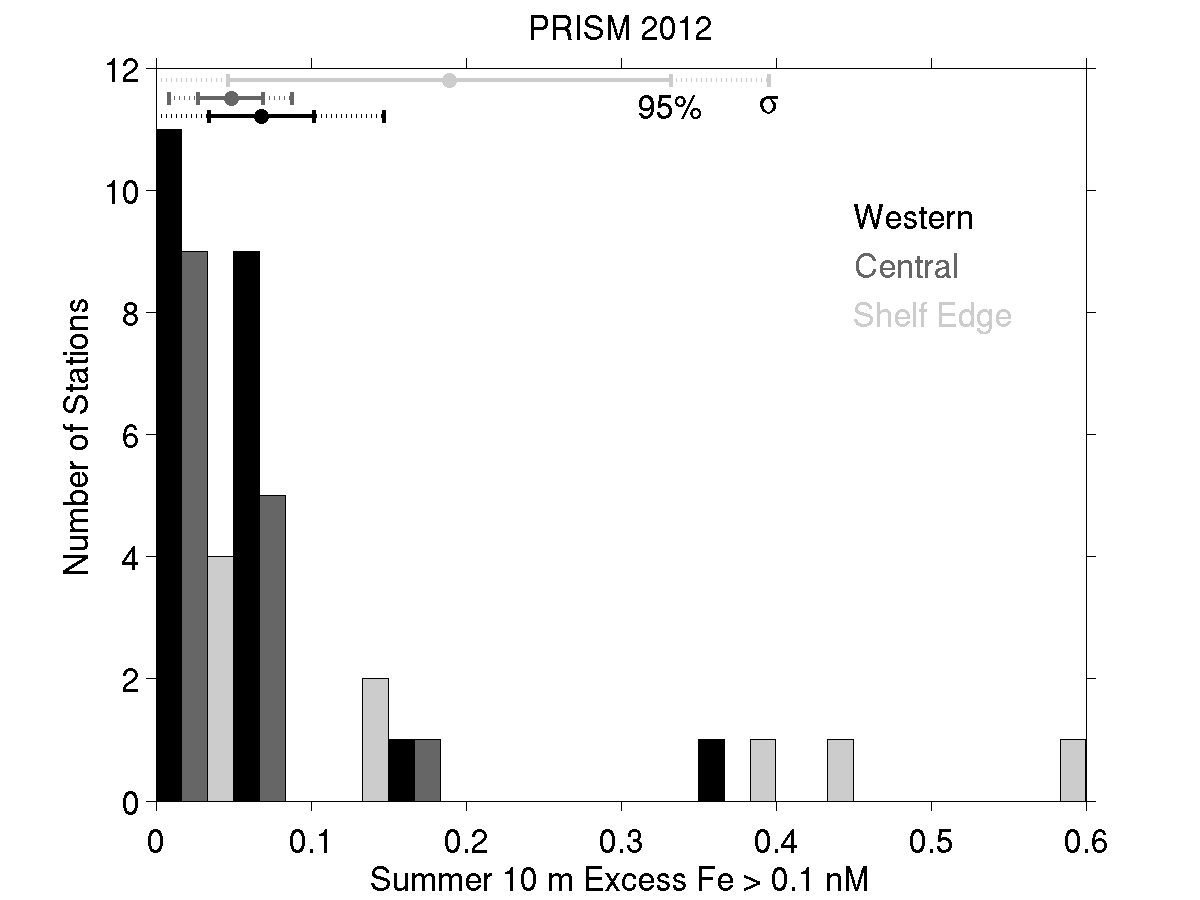 PRISM 2012
12
10
8
6
4
2
0
Number of Stations
95%
σ
Western
Central
Shelf Edge
0 0.1 0.2 0.3 0.4 0.5 0.6
Summer 10 m Excess Fe > 0.1 nM